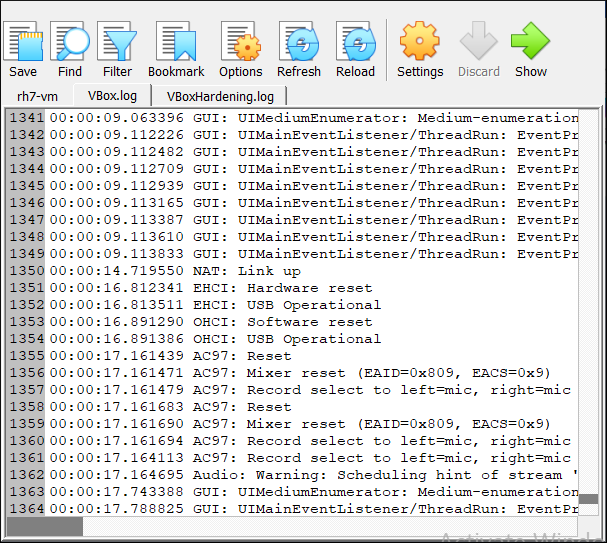 Save Find Filter Bookmark Options Refresh Reload Settings Discard Show
rh7-vm VBox.log VBoxHardening.log
1341 00:00:09.063396 GUI: UIMediumEnumerator: Medium-enumeration
1342 00:00:09.112226 GUI: UIMainEventListener/ThreadRun: EventPr
1343 00:00:09.112482 GUI: UIMainEventListener/ThreadRun: EventPr
1344 00:00:09.112709 GUI: UIMainEventListener/ThreadRun: EventPr
1345 00:00:09.112939 GUI: UIMainEventListener/ThreadRun: EventPr
1346 00:00:09.113165 GUI: UIMainEventListener/ThreadRun: EventPr
1347 00:00:09.113387 GUI: UIMainEventListener/ThreadRun: EventPr
1348 00:00:09.113610 GUI: UIMainEventListener/ThreadRun: EventPr
1349 00:00:09.113833 GUI: UIMainEventListener/ThreadRun: EventPr
1350 00:00:14.719550 NAT: Link up
1351 00:00:16.812341 EHCI: Hardware reset
1352 00:00:16.813511 EHCI: USB Operational
1353 00:00:16.891290 OHCI: Software reset
1354 00:00:16.891386 OHCI: USB Operational
1355 00:00:17.161439 AC97: Reset
1356 00:00:17.161471 AC97: Mixer reset (EAID=0x809, EACS=0x9)
1357 00:00:17.161479 AC97: Record select to left=mic, right=mic
1358 00:00:17.161683 AC97: Reset
1359 00:00:17.161690 AC97: Mixer reset (EAID=0x809, EACS=0x9)
1360 00:00:17.161694 AC97: Record select to left=mic, right=mic
1361 00:00:17.164113 AC97: Record select to left=mic, right=mic
1362 00:00:17.164695 Audio: Warning: Scheduling hint of stream '
1363 00:00:17.743388 GUI: UIMediumEnumerator: Medium-enumeration
1364 00:00:17.788825 GUI: UIMainEventListener/ThreadRun: EventPr